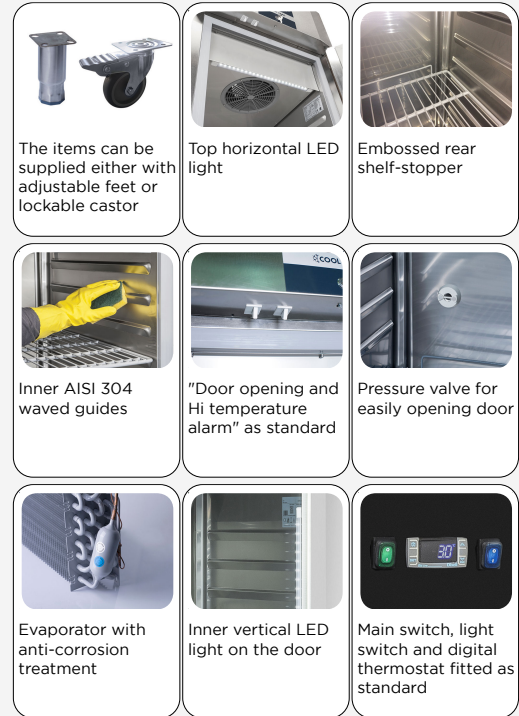 The items can be
supplied either with
adjustable feet or
lockable castor
Top horizontal LED
light
Embossed rear
shelf-stopper
COOL
Inner AISI 304
waved guides
"Door opening and
Hi temperature
alarm" as standard
Pressure valve for
easily opening door
Evaporator with
anti-corrosion
treatment
Inner vertical LED
light on the door
3.0°
Main switch, light
switch and digital
thermostat fitted as
standard